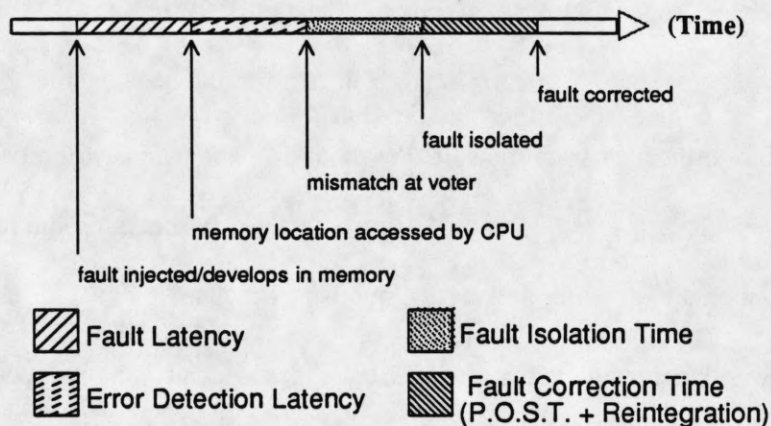 (Time)
fault corrected
fault isolated
mismatch at voter
memory location accessed by CPU
fault injected/develops in memory
Fault Latency
Fault Isolation Time
Error Detection Latency
Fault Correction Time
(P.O.S.T. + Reintegration)